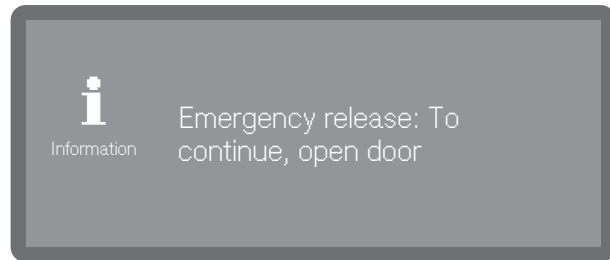 Information
Emergency release: To
continue, open door